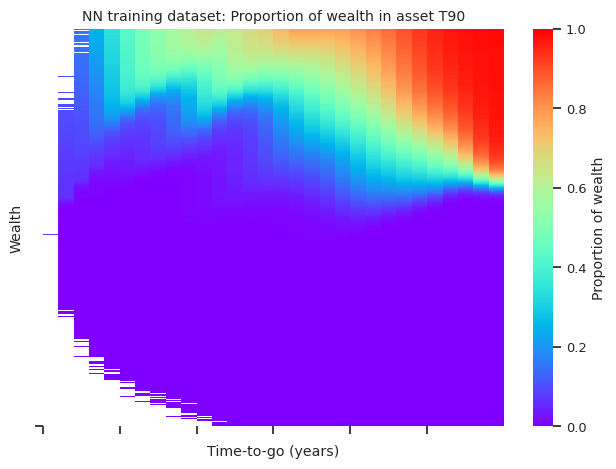 NN training dataset: Proportion of wealth in asset T90
Wealth
Time-to-go (years)
1.0
0.8
0.6
0.4
0.2
0.0
Proportion of wealth